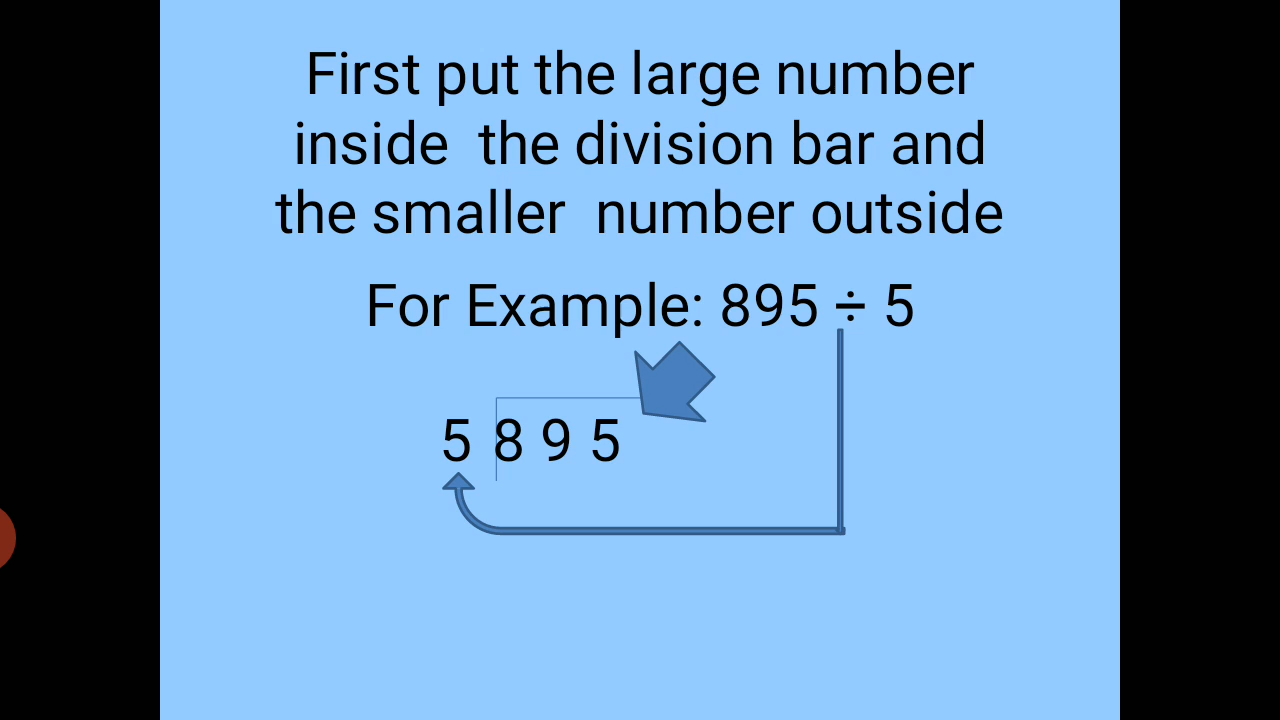 First put the large number
inside the division bar and
the smaller number outside
For Example: 895 ÷ 5
5 8 9 5